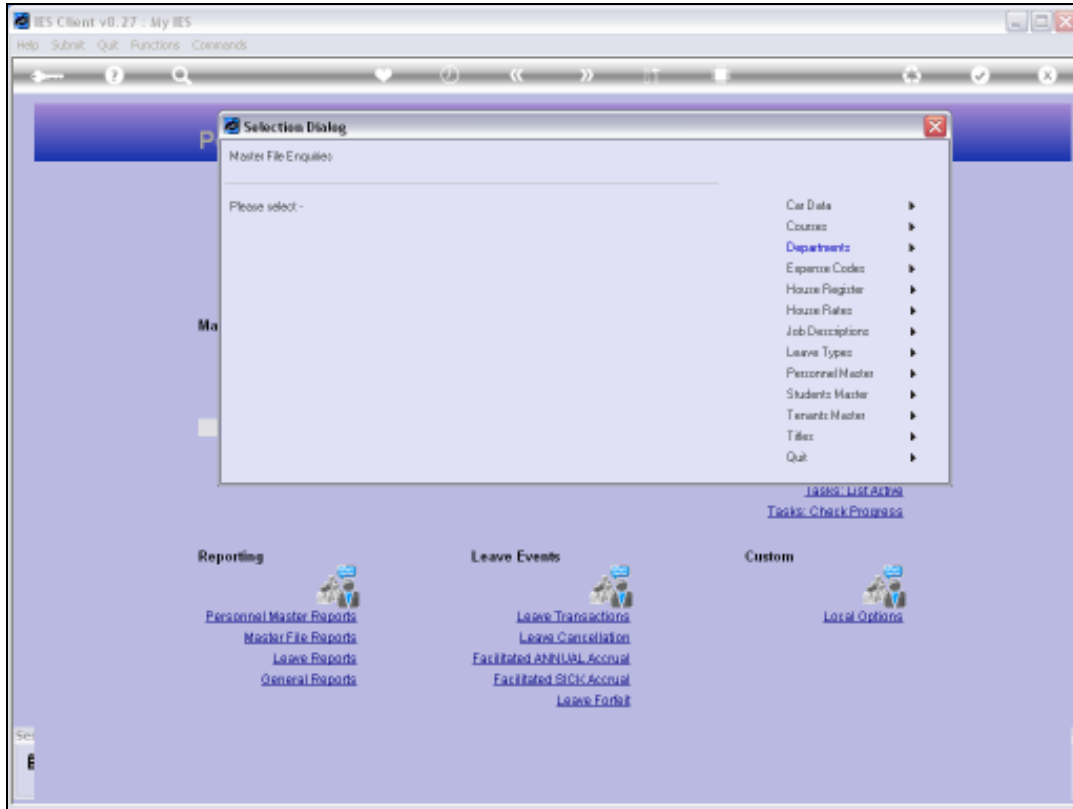 IES Client v8.27 : My IES
Help Submit Quit Functions Commands
Selection Dialog
Master File Enquiries
Please select -
Car Data
Courses
Departments
Expense Codes
House Register
House Rates
Job Descriptions
Leave Types
Personnel Master
Students Master
Tenants Master
Titles
Quit
P
Ma
Tasks: List Active
Tasks: Check Progress
Reporting
Personnel Master Reports
Master File Reports
Leave Reports
General Reports
Leave Events
Leave Transactions
Leave Cancellation
Facilitated ANNUAL Accrual
Facilitated SICK Accrual
Leave Forfeit
Custom
Local Options
Se